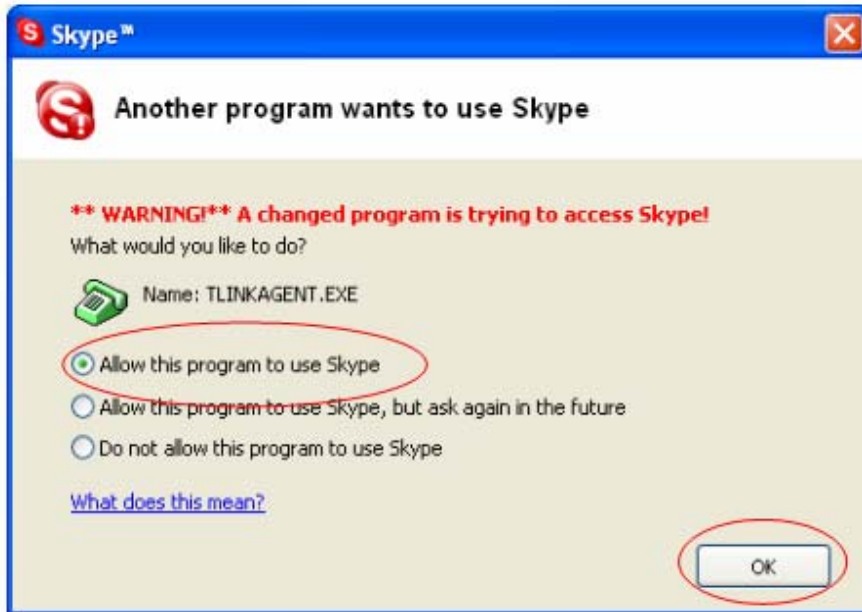 Skype™
Another program wants to use Skype
** WARNING!** A changed program is trying to access Skype!
What would you like to do?
Name: TLINKAGENT.EXE
Allow this program to use Skype
Allow this program to use Skype, but ask again in the future
Do not allow this program to use Skype
What does this mean?
OK